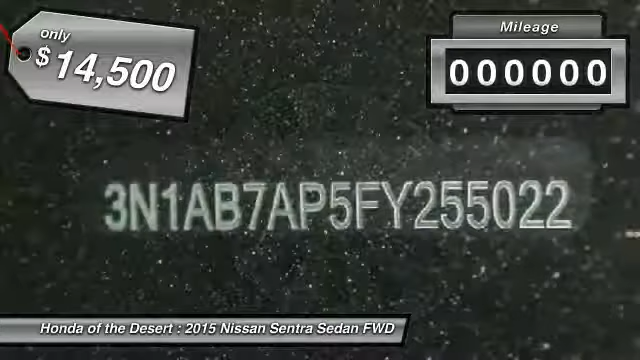 only
$14,500
Mileage
000000
3N1AB7AP5FY255022
Honda of the Desert : 2015 Nissan Sentra Sedan FWD